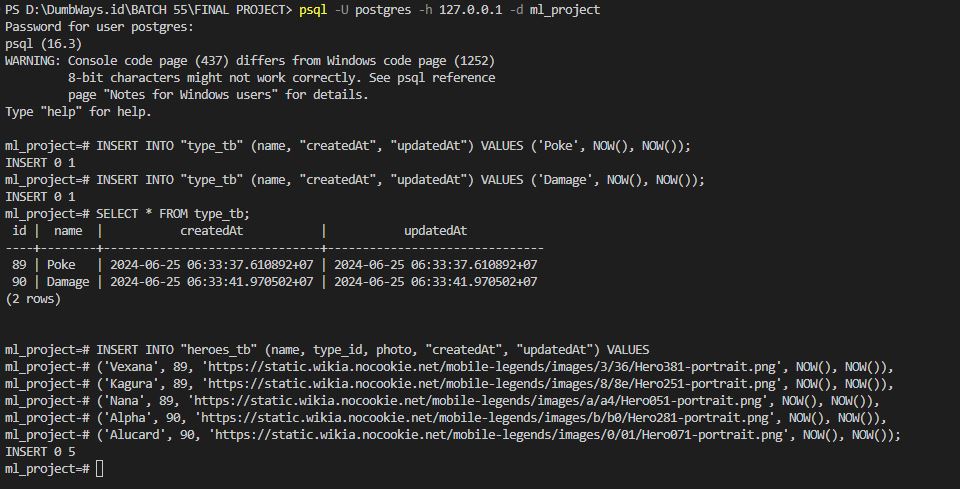 PS D:\DumbWays.id\BATCH 55\FINAL PROJECT> psql -U postgres -h 127.0.0.1 -d ml_project
Password for user postgres:
psql (16.3)
WARNING: Console code page (437) differs from Windows code page (1252)
         8-bit characters might not work correctly. See psql reference
         page "Notes for Windows users" for details.
Type "help" for help.

ml_project=# INSERT INTO "type_tb" (name, "createdAt", "updatedAt") VALUES ('Poke', NOW(), NOW());
INSERT 0 1
ml_project=# INSERT INTO "type_tb" (name, "createdAt", "updatedAt") VALUES ('Damage', NOW(), NOW());
INSERT 0 1
ml_project=# SELECT * FROM type_tb;
 id |  name  |           createdAt           |           updatedAt
----+--------+-------------------------------+-------------------------------
 89 | Poke   | 2024-06-25 06:33:37.610892+07 | 2024-06-25 06:33:37.610892+07
 90 | Damage | 2024-06-25 06:33:41.970502+07 | 2024-06-25 06:33:41.970502+07
(2 rows)

ml_project=# INSERT INTO "heroes_tb" (name, type_id, photo, "createdAt", "updatedAt") VALUES
ml_project-# ('Vexana', 89, 'https://static.wikia.nocookie.net/mobile-legends/images/3/36/Hero381-portrait.png', NOW(), NOW()),
ml_project-# ('Kagura', 89, 'https://static.wikia.nocookie.net/mobile-legends/images/8/8e/Hero251-portrait.png', NOW(), NOW()),
ml_project-# ('Nana', 89, 'https://static.wikia.nocookie.net/mobile-legends/images/a/a4/Hero051-portrait.png', NOW(), NOW()),
ml_project-# ('Alpha', 90, 'https://static.wikia.nocookie.net/mobile-legends/images/b/b0/Hero281-portrait.png', NOW(), NOW()),
ml_project-# ('Alucard', 90, 'https://static.wikia.nocookie.net/mobile-legends/images/0/01/Hero071-portrait.png', NOW(), NOW());
INSERT 0 5
ml_project=#